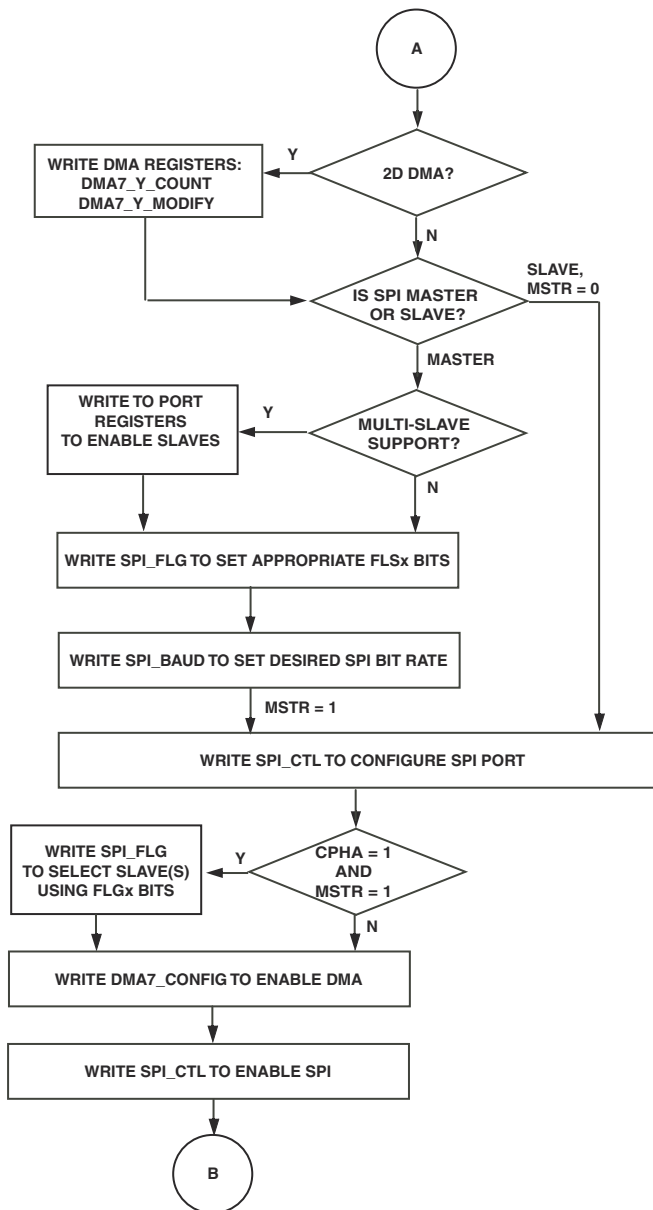 A
2D DMA?
Y
WRITE DMA REGISTERS:
DMA7_Y_COUNT
DMA7_Y_MODIFY
N
IS SPI MASTER
OR SLAVE?
SLAVE,
MSTR = 0
MASTER
MULTI-SLAVE
SUPPORT?
Y
WRITE TO PORT
REGISTERS
TO ENABLE SLAVES
N
WRITE SPI_FLG TO SET APPROPRIATE FLSx BITS
WRITE SPI_BAUD TO SET DESIRED SPI BIT RATE
MSTR = 1
WRITE SPI_CTL TO CONFIGURE SPI PORT
CPHA = 1
AND
MSTR = 1
Y
WRITE SPI_FLG
TO SELECT SLAVE(S)
USING FLGx BITS
N
WRITE DMA7_CONFIG TO ENABLE DMA
WRITE SPI_CTL TO ENABLE SPI
B